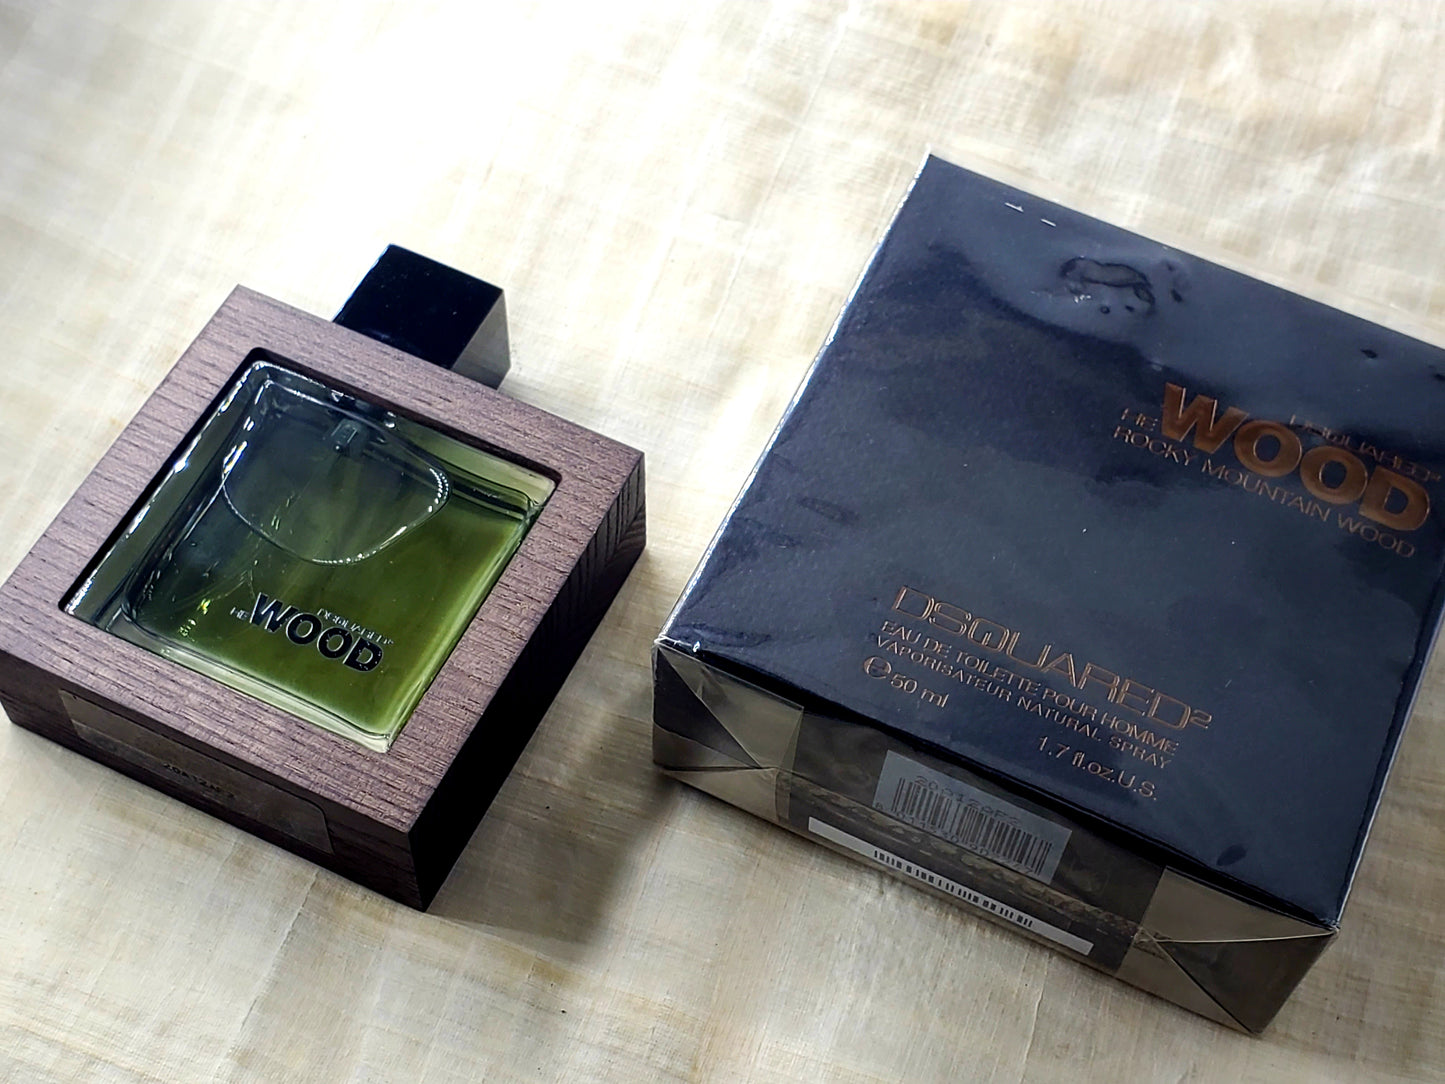 DSQUARED²
HE WOOD
20A12AF2
DSQUARED²
HE WOOD
ROCKY MOUNTAIN WOOD
DSQUARED2
EAU DE TOILETTE POUR HOMME
VAPORISATEUR NATURAL SPRAY
℮ 50 ml
1.7 fl.oz.U.S.